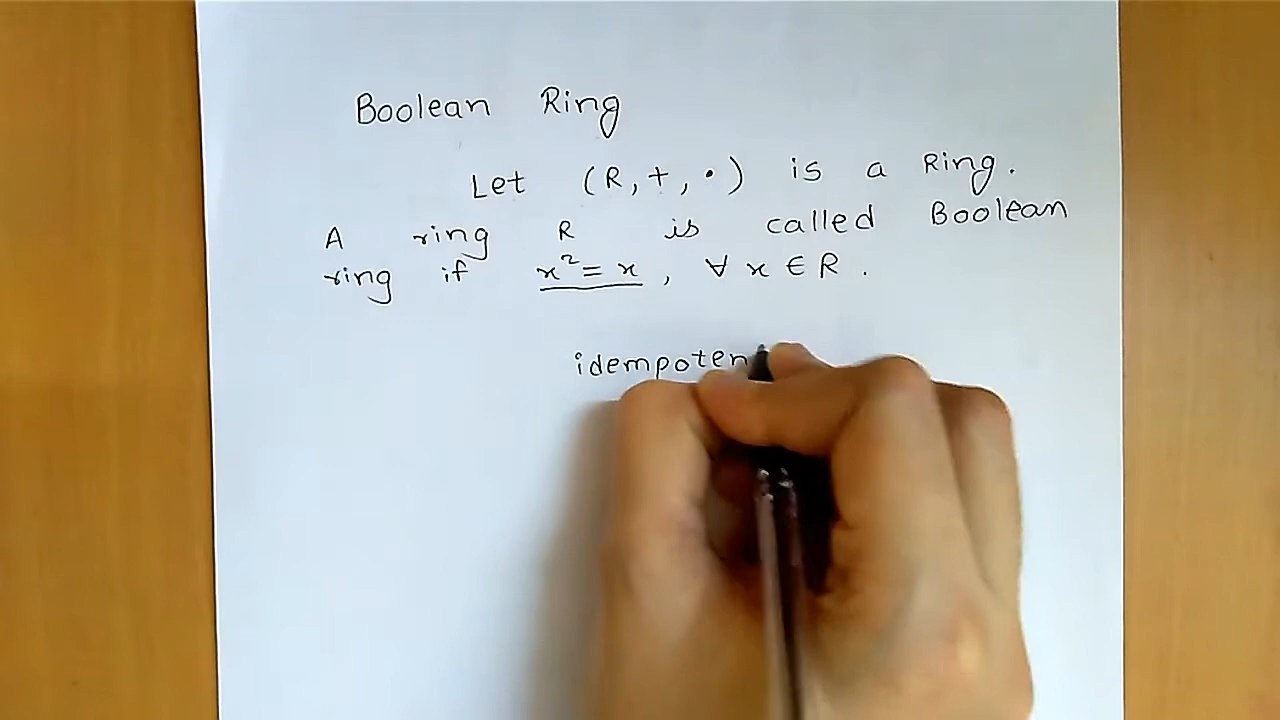 Boolean Ring
Let (R, +, •) is a Ring.
A ring R is called Boolean
ring if x² = x, ∀ x ∈ R.
idempoten